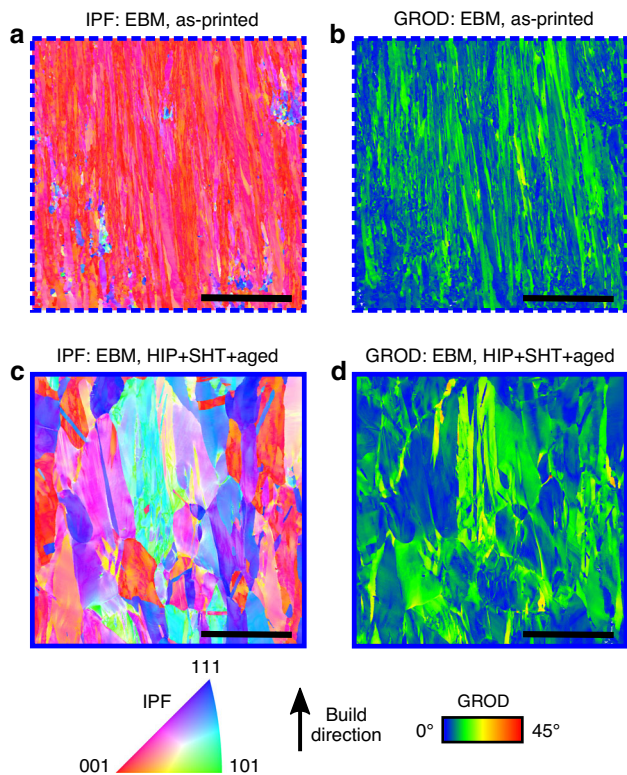 a IPF: EBM, as-printed
b GROD: EBM, as-printed
c IPF: EBM, HIP+SHT+aged
d GROD: EBM, HIP+SHT+aged
111
IPF
001
101
Build
direction
GROD
0°
45°